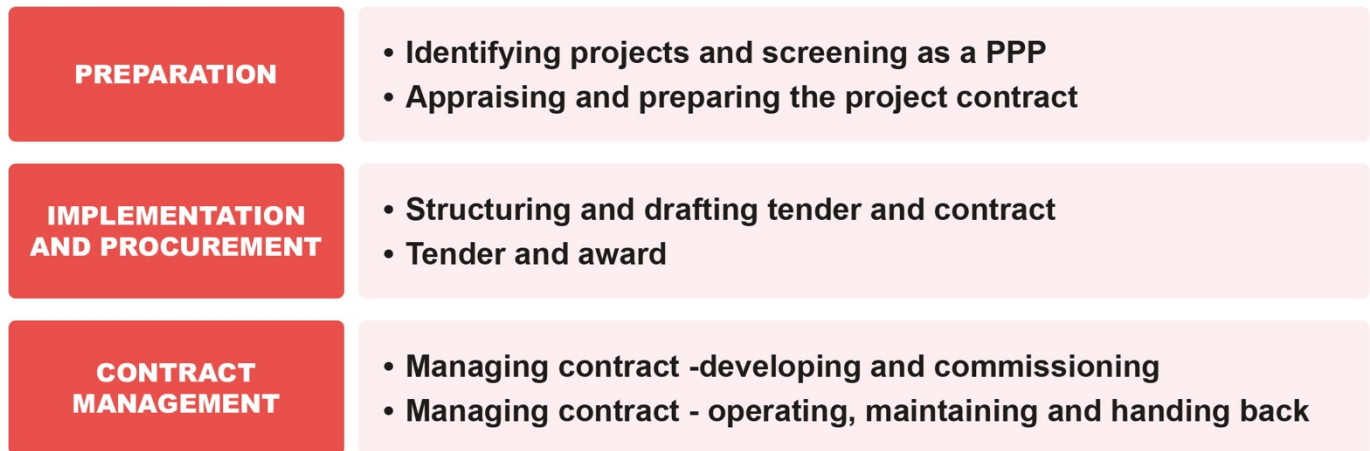 PREPARATION
• Identifying projects and screening as a PPP
• Appraising and preparing the project contract
IMPLEMENTATION
AND PROCUREMENT
• Structuring and drafting tender and contract
• Tender and award
CONTRACT
MANAGEMENT
• Managing contract -developing and commissioning
• Managing contract - operating, maintaining and handing back